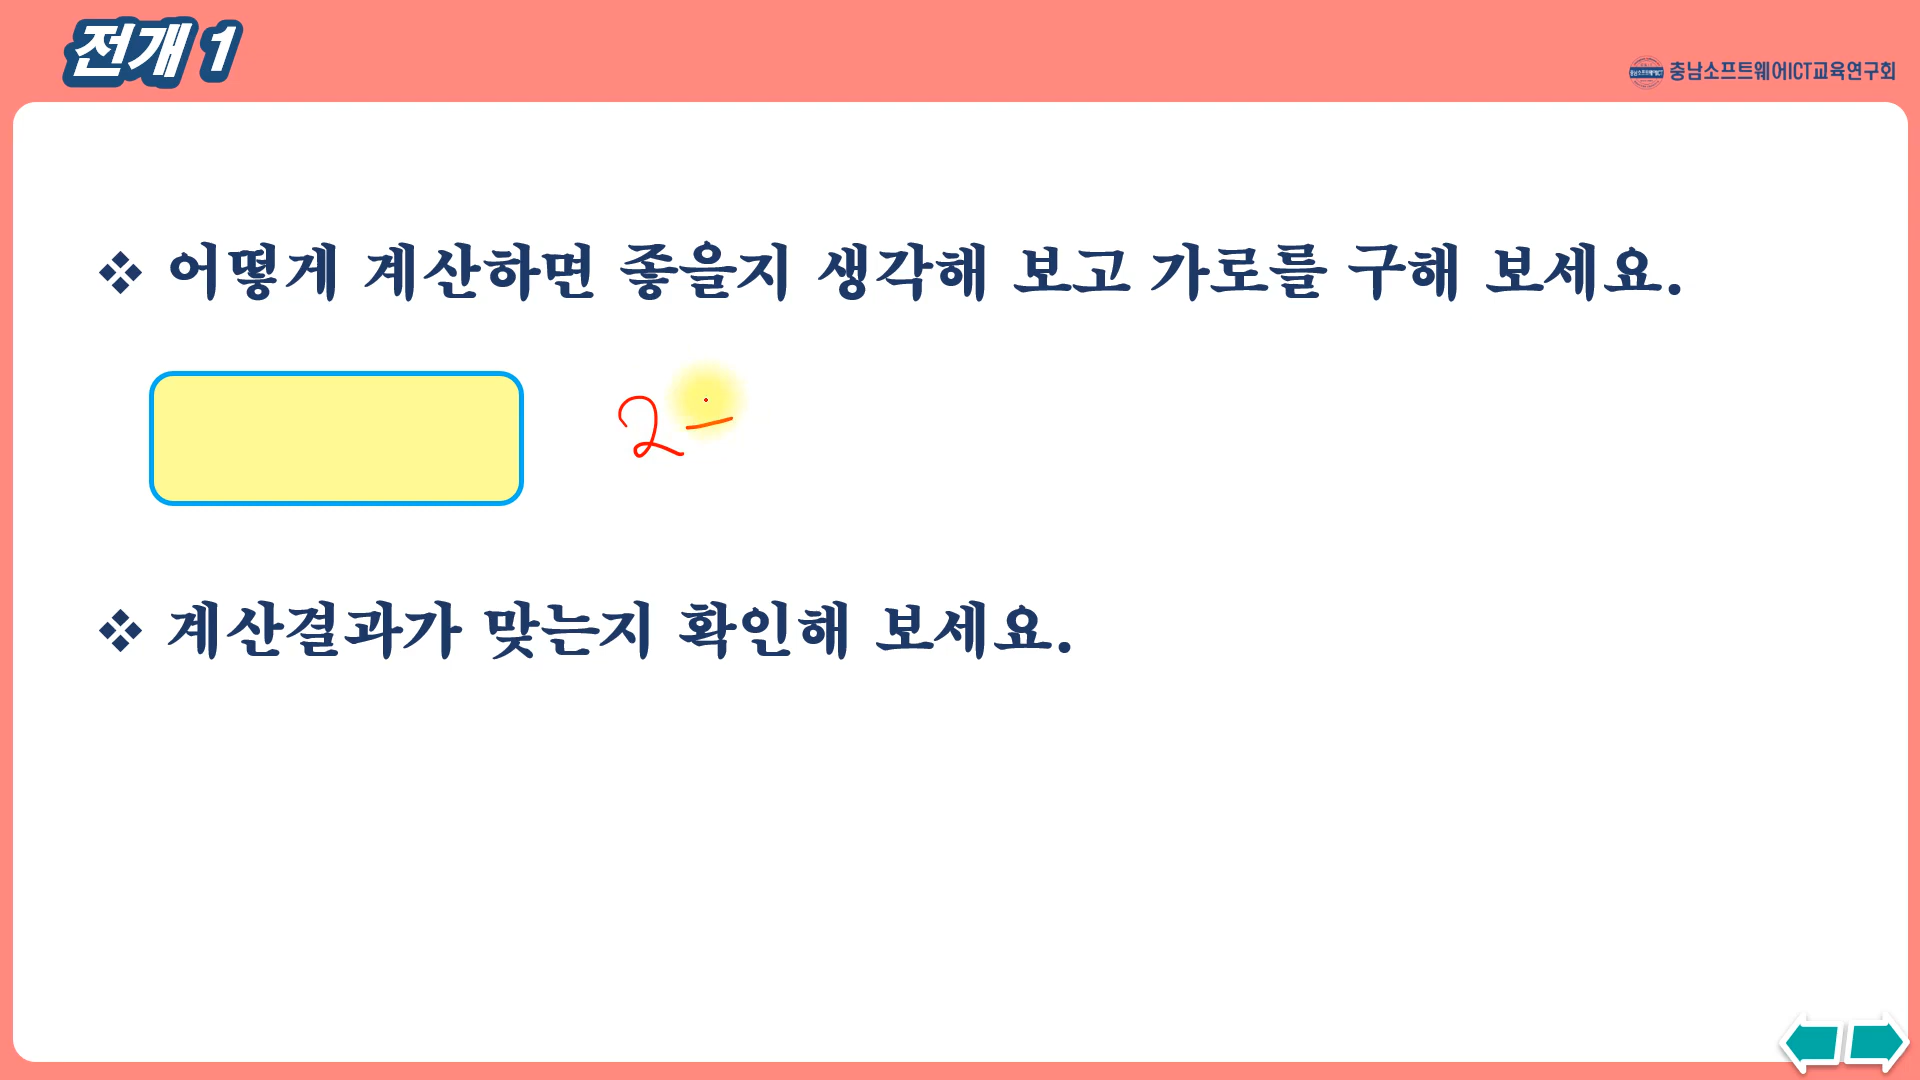 전개 1
충남소프트웨어ICT교육연구회
❖ 어떻게 계산하면 좋을지 생각해 보고 가로를 구해 보세요.
2
❖ 계산결과가 맞는지 확인해 보세요.